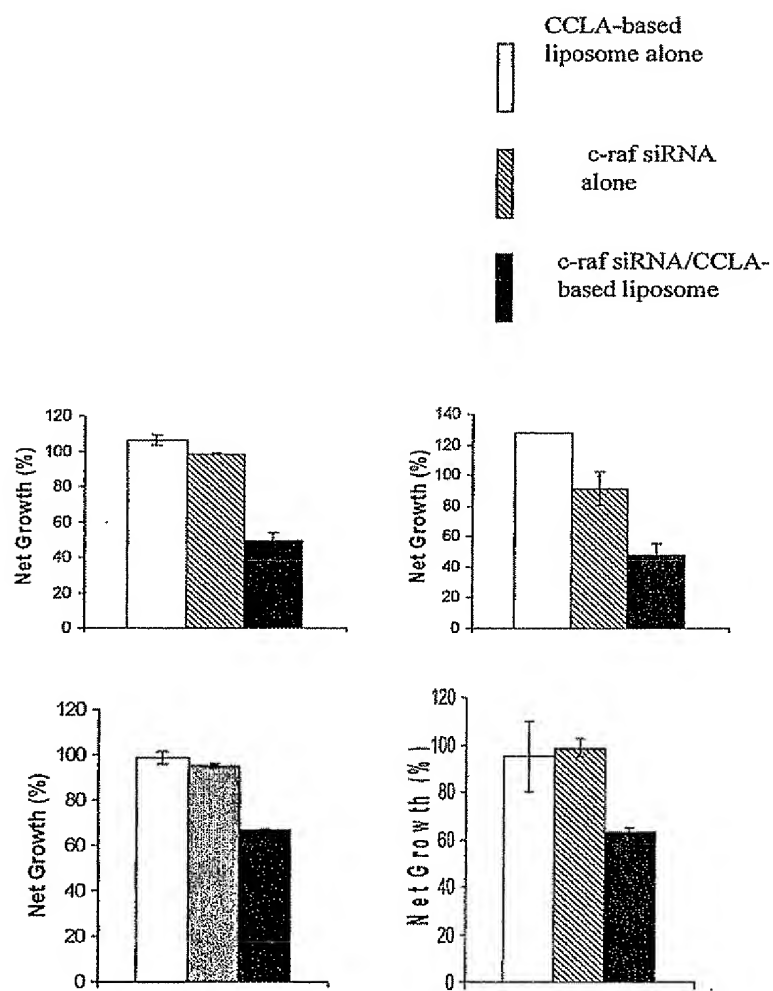 CCLA-based
liposome alone
c-raf siRNA
alone
c-raf siRNA/CCLA-
based liposome
120
100
80
60
40
20
0
Net Growth (%)
140
120
100
80
60
40
20
0
Net Growth (%)
120
100
80
60
40
20
0
Net Growth (%)
120
100
80
60
40
20
0
Net Growth (%)